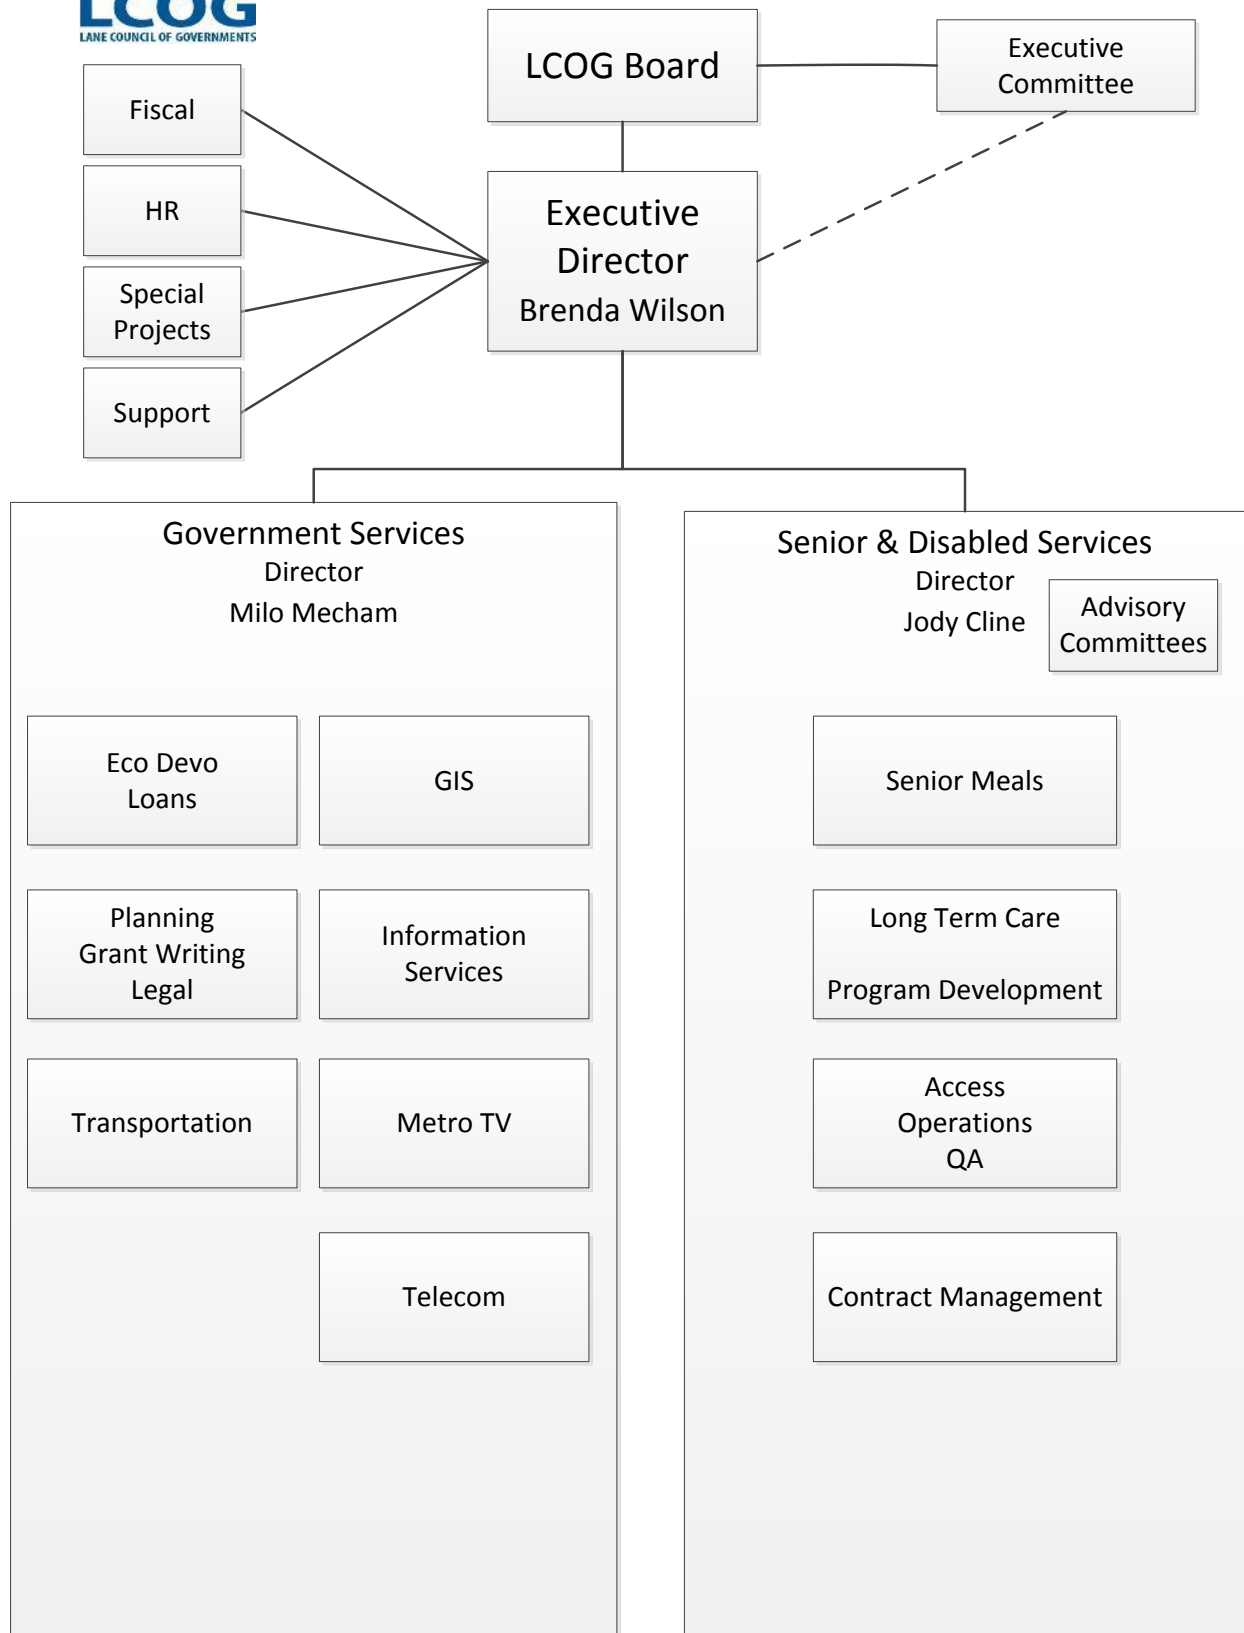 LCOG
LANE COUNCIL OF GOVERNMENTS
LCOG Board
Executive
Committee
Fiscal
HR
Special
Projects
Support
Executive
Director
Brenda Wilson
Government Services
Director
Milo Mecham
Eco Devo
Loans
GIS
Planning
Grant Writing
Legal
Information
Services
Transportation
Metro TV
Telecom
Senior & Disabled Services
Director
Jody Cline
Advisory
Committees
Senior Meals
Long Term Care
Program Development
Access
Operations
QA
Contract Management